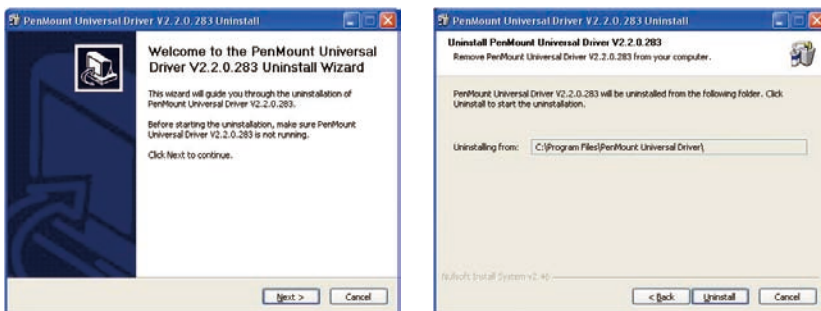 PenMount Universal Driver V2.2.0.283 Uninstall
Welcome to the PenMount Universal
Driver V2.2.0.283 Uninstall Wizard
This wizard will guide you through the uninstallation of
PenMount Universal Driver V2.2.0.283.
Before starting the uninstallation, make sure PenMount
Universal Driver V2.2.0.283 is not running.
Click Next to continue.
Next >
Cancel
PenMount Universal Driver V2.2.0.283 Uninstall
Uninstall PenMount Universal Driver V2.2.0.283
Remove PenMount Universal Driver V2.2.0.283 from your computer.
PenMount Universal Driver V2.2.0.283 will be uninstalled from the following folder. Click
Uninstall to start the uninstallation.
Uninstalling from:
C:\Program Files\PenMount Universal Driver\
Nullsoft Install System v2.46
< Back
Uninstall
Cancel